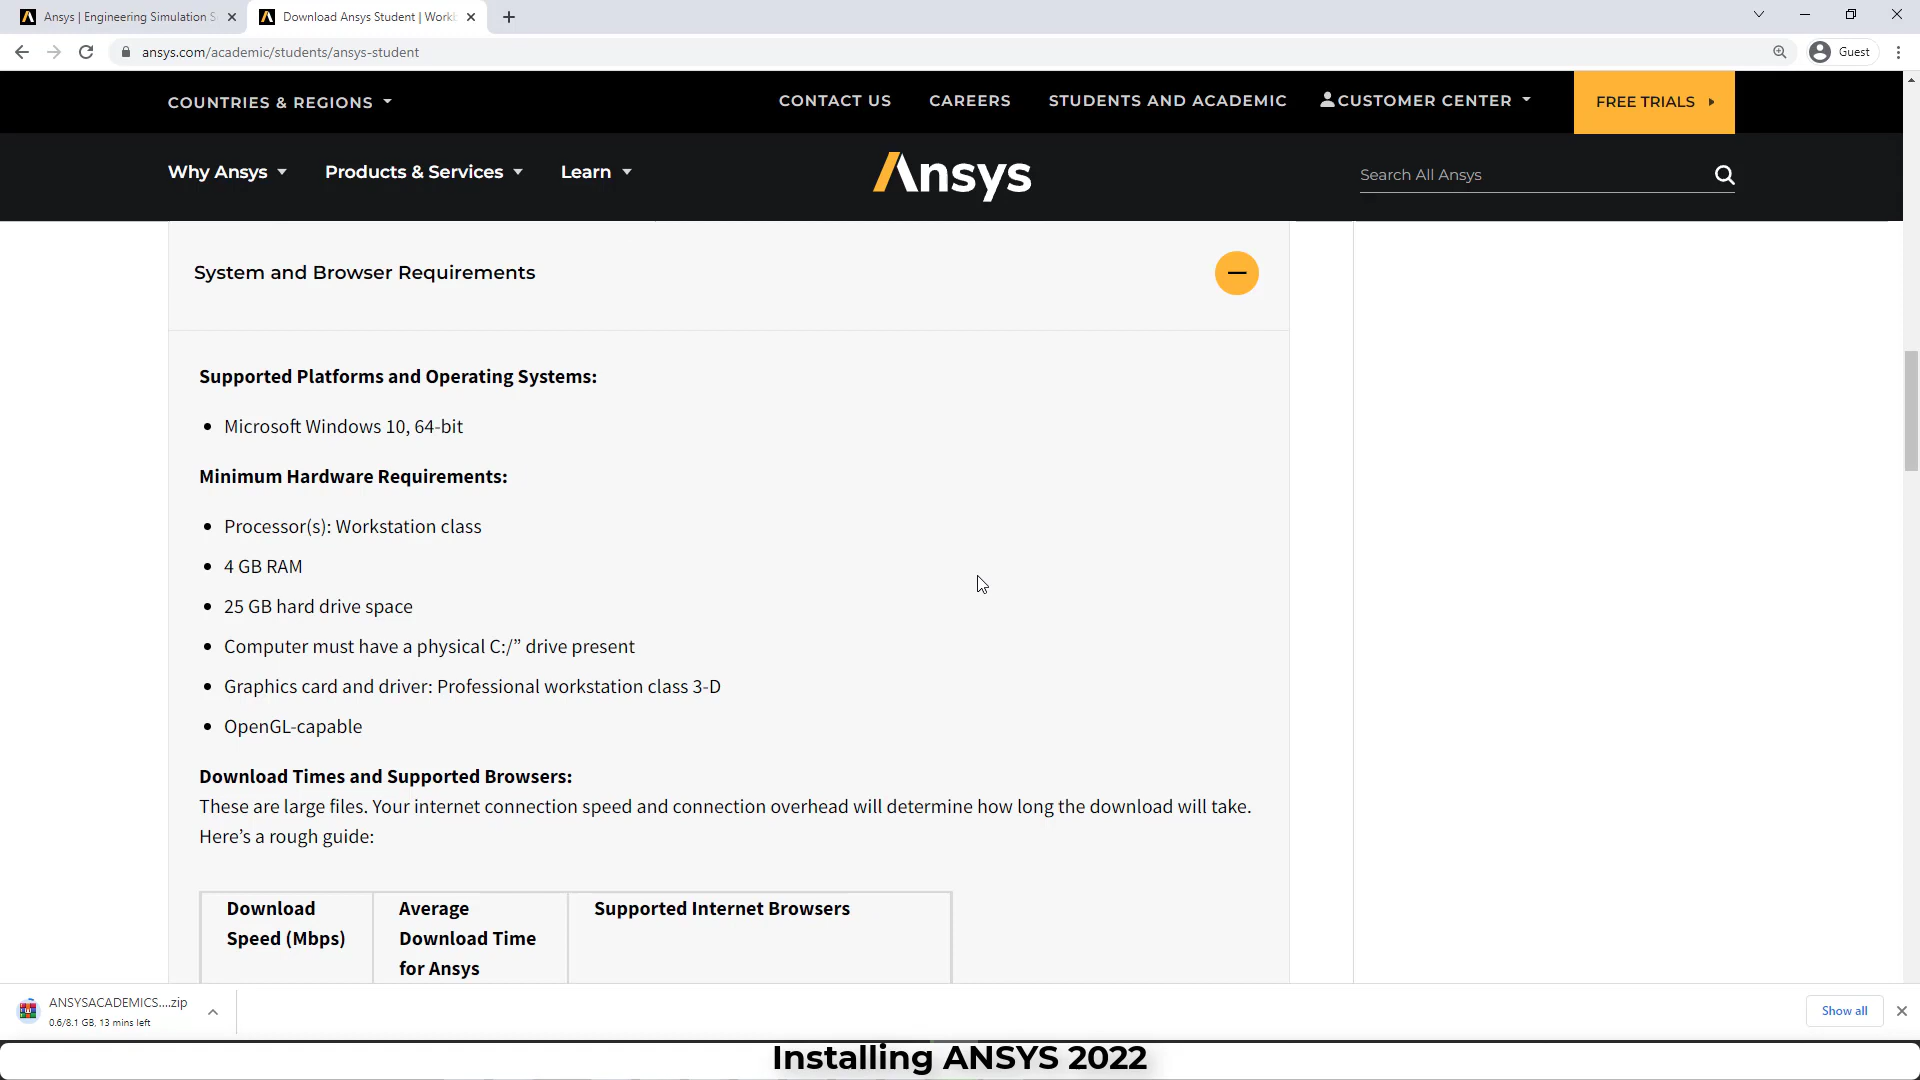 Ansys | Engineering Simulation S
Download Ansys Student | Workb
ansys.com/academic/students/ansys-student
Guest
COUNTRIES & REGIONS
CONTACT US
CAREERS
STUDENTS AND ACADEMIC
CUSTOMER CENTER
FREE TRIALS
Why Ansys
Products & Services
Learn
Ansys
Search All Ansys
System and Browser Requirements
Supported Platforms and Operating Systems:
Microsoft Windows 10, 64-bit
Minimum Hardware Requirements:
Processor(s): Workstation class
4 GB RAM
25 GB hard drive space
Computer must have a physical C:/” drive present
Graphics card and driver: Professional workstation class 3-D
OpenGL-capable
Download Times and Supported Browsers:
These are large files. Your internet connection speed and connection overhead will determine how long the download will take.
Here’s a rough guide:
Download
Speed (Mbps)
Average
Download Time
for Ansys
Supported Internet Browsers
ANSYSACADEMICS....zip
0.6/8.1 GB, 13 mins left
Show all
Installing ANSYS 2022